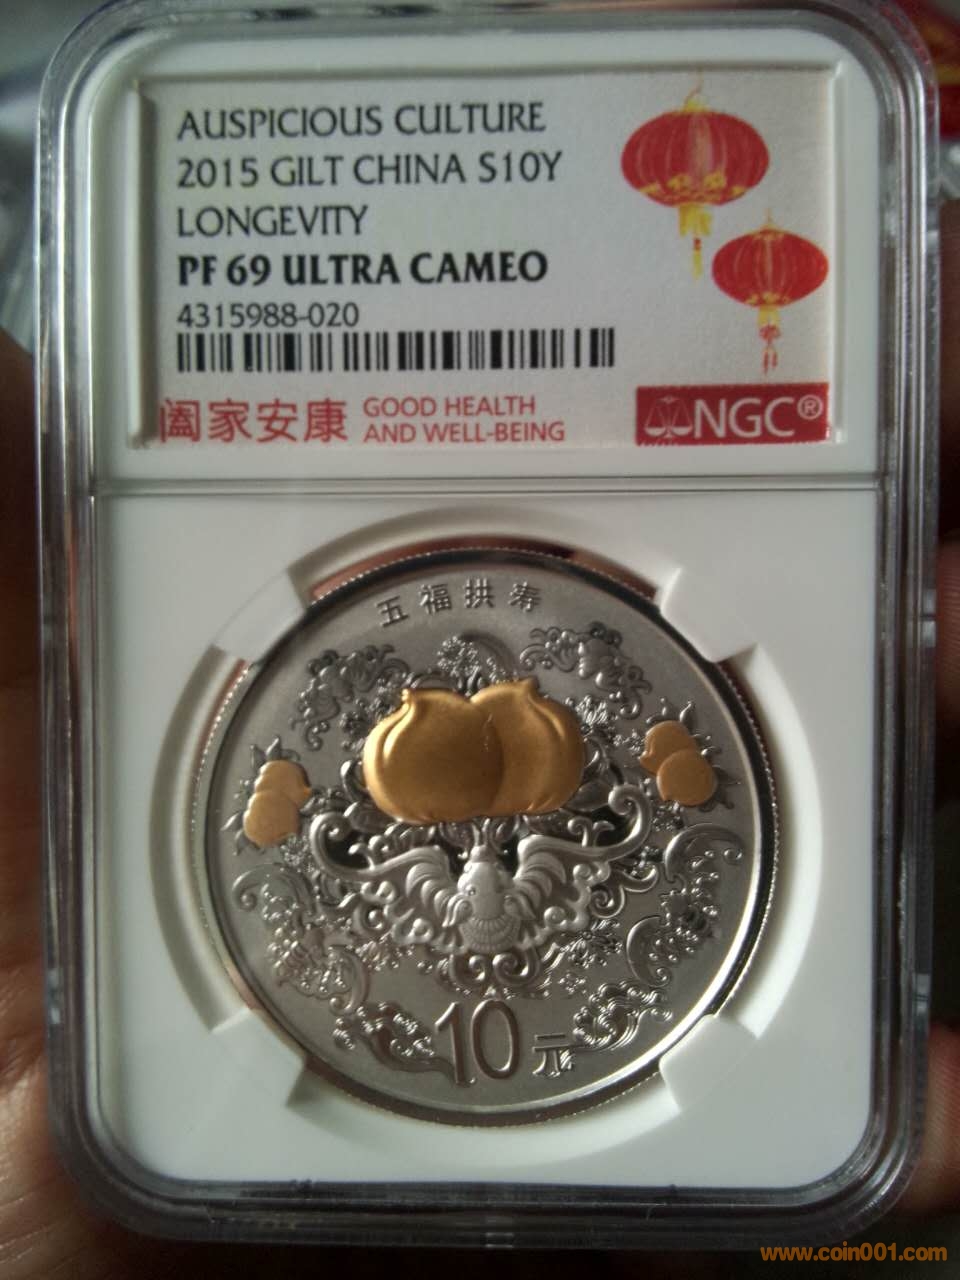 AUSPICIOUS CULTURE
2015 GILT CHINA S10Y
LONGEVITY
PF 69 ULTRA CAMEO
4315988-020
阖家安康 GOOD HEALTH
AND WELL-BEING
NGC®
五福拱寿
10元
www.coin001.com